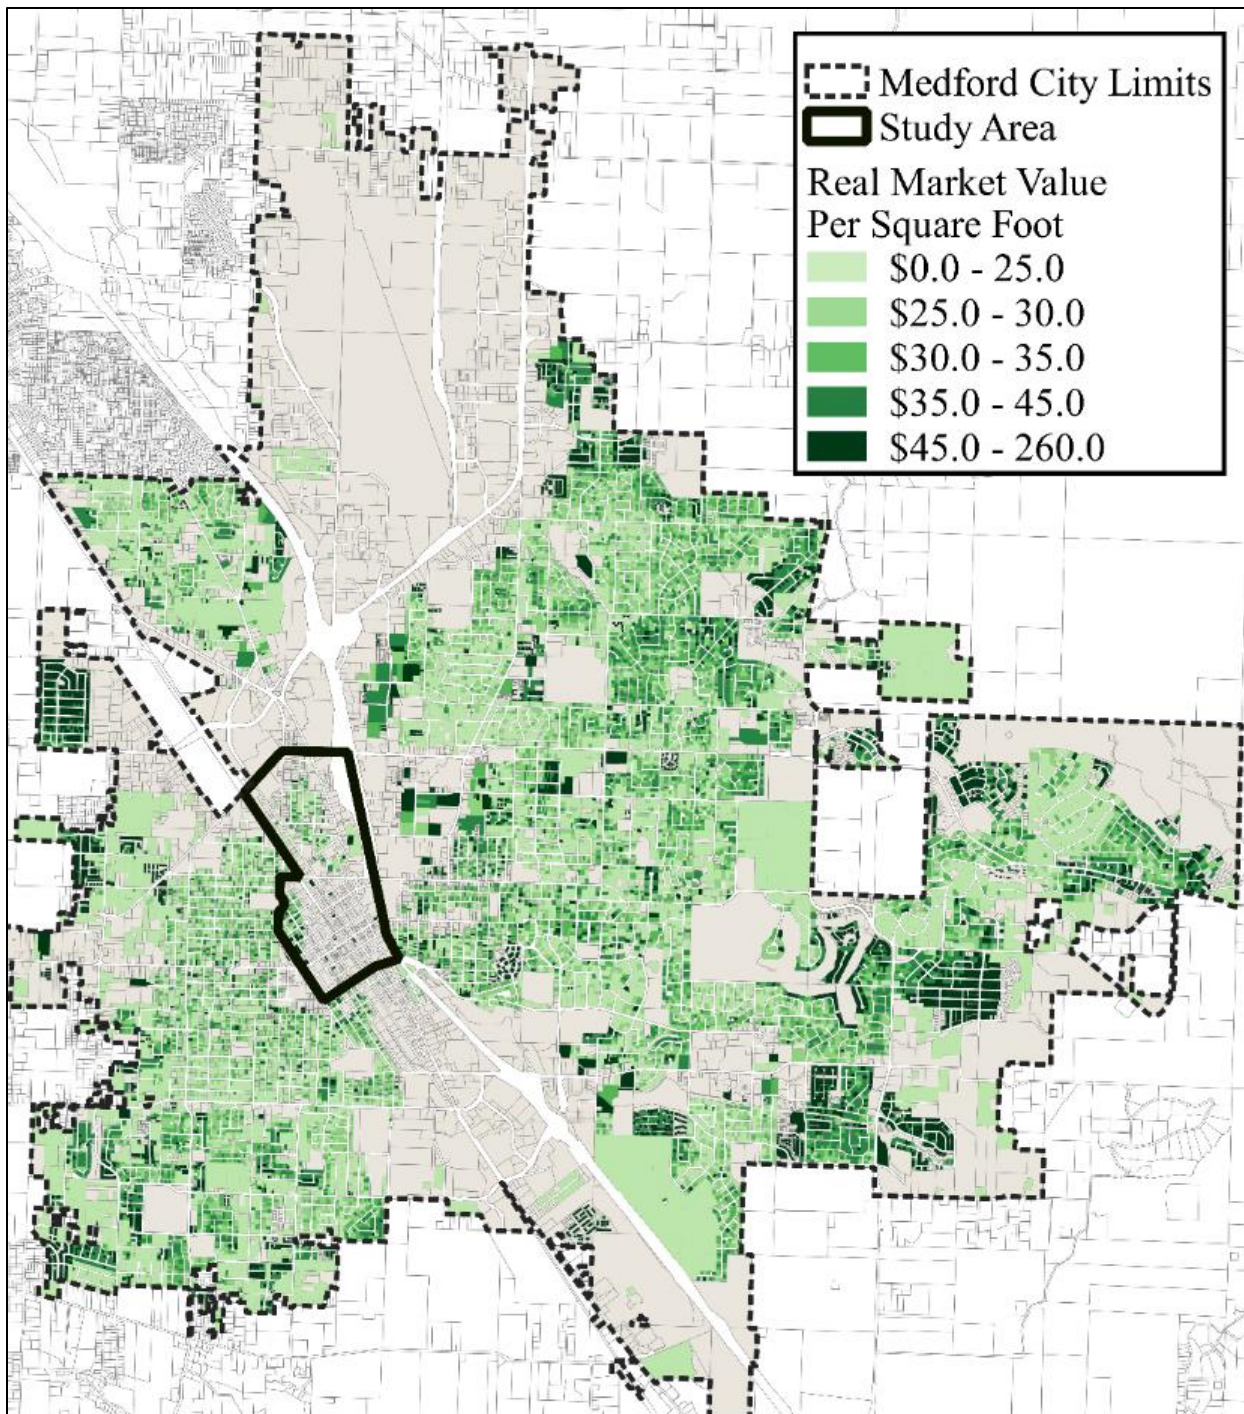 Medford City Limits
Study Area
Real Market Value
Per Square Foot
$0.0 - 25.0
$25.0 - 30.0
$30.0 - 35.0
$35.0 - 45.0
$45.0 - 260.0